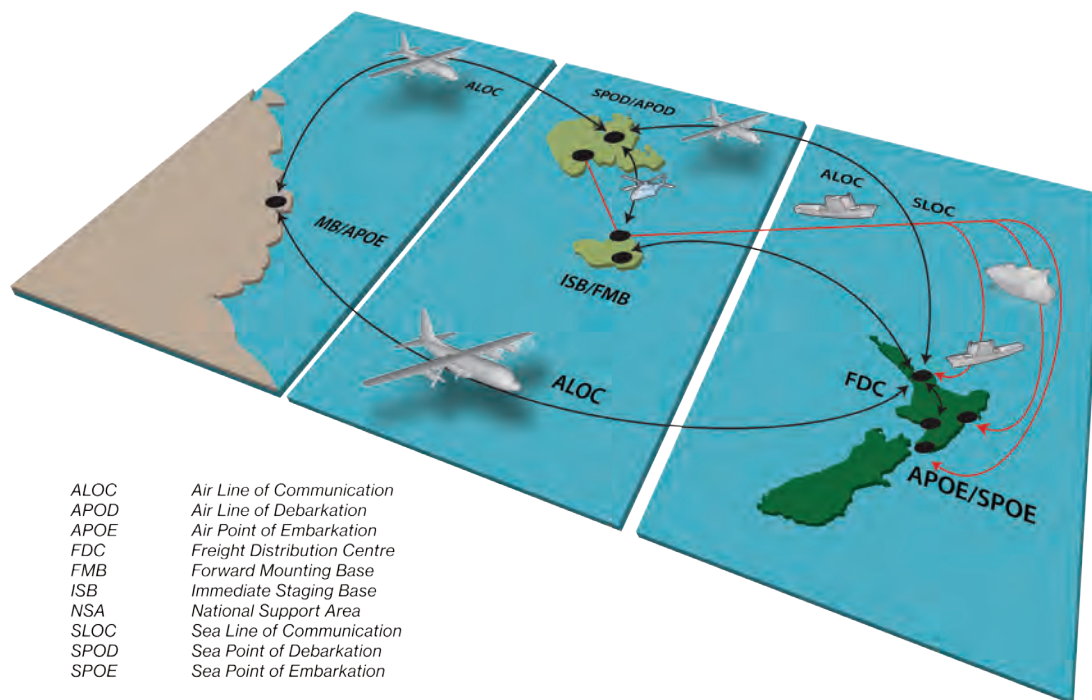 ALOC
SPOD/APOD
ALOC
SLOC
MB/APOE
ISB/FMB
ALOC
FDC
APOE/SPOE
ALOC Air Line of Communication
APOD Air Line of Debarkation
APOE Air Point of Embarkation
FDC Freight Distribution Centre
FMB Forward Mounting Base
ISB Immediate Staging Base
NSA National Support Area
SLOC Sea Line of Communication
SPOD Sea Point of Debarkation
SPOE Sea Point of Embarkation